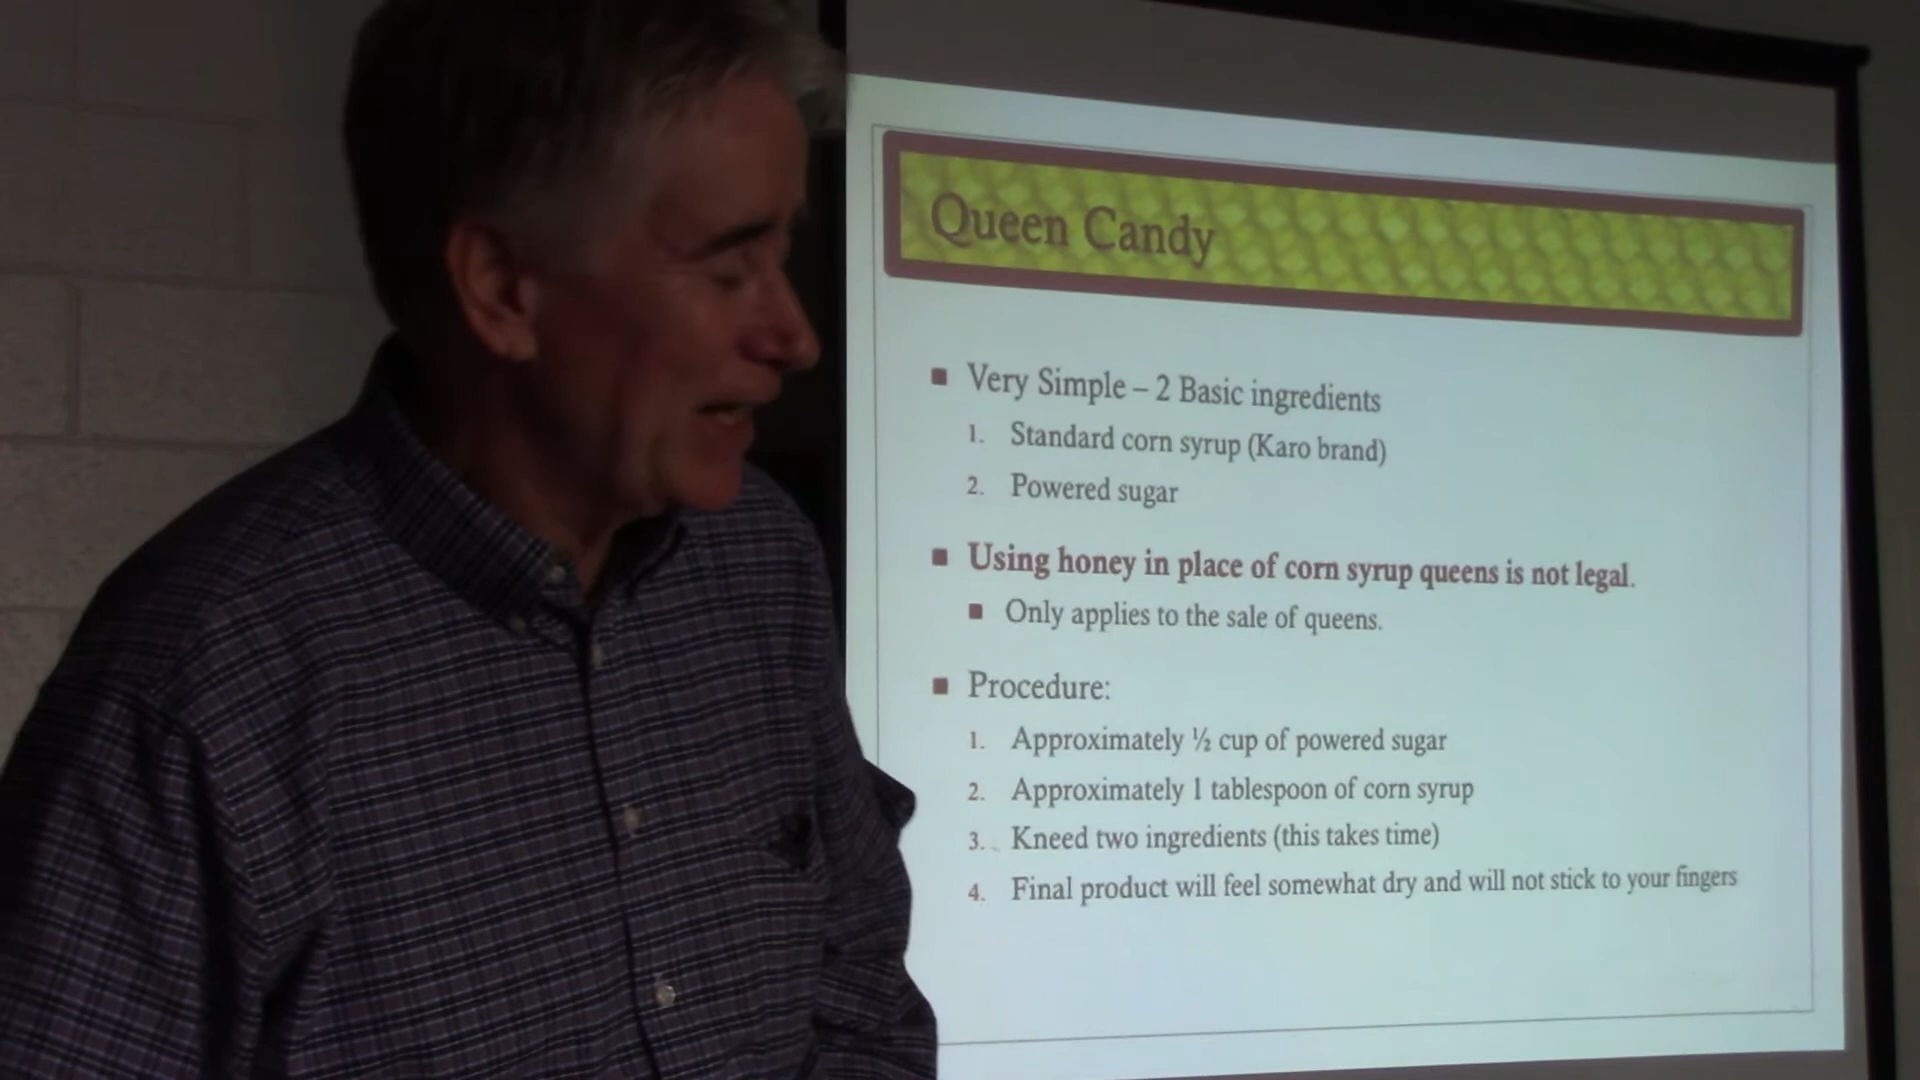 Queen Candy
▪ Very Simple – 2 Basic ingredients
1. Standard corn syrup (Karo brand)
2. Powered sugar
▪ Using honey in place of corn syrup queens is not legal.
▪ Only applies to the sale of queens.
▪ Procedure:
1. Approximately ½ cup of powered sugar
2. Approximately 1 tablespoon of corn syrup
3. Kneed two ingredients (this takes time)
4. Final product will feel somewhat dry and will not stick to your fingers